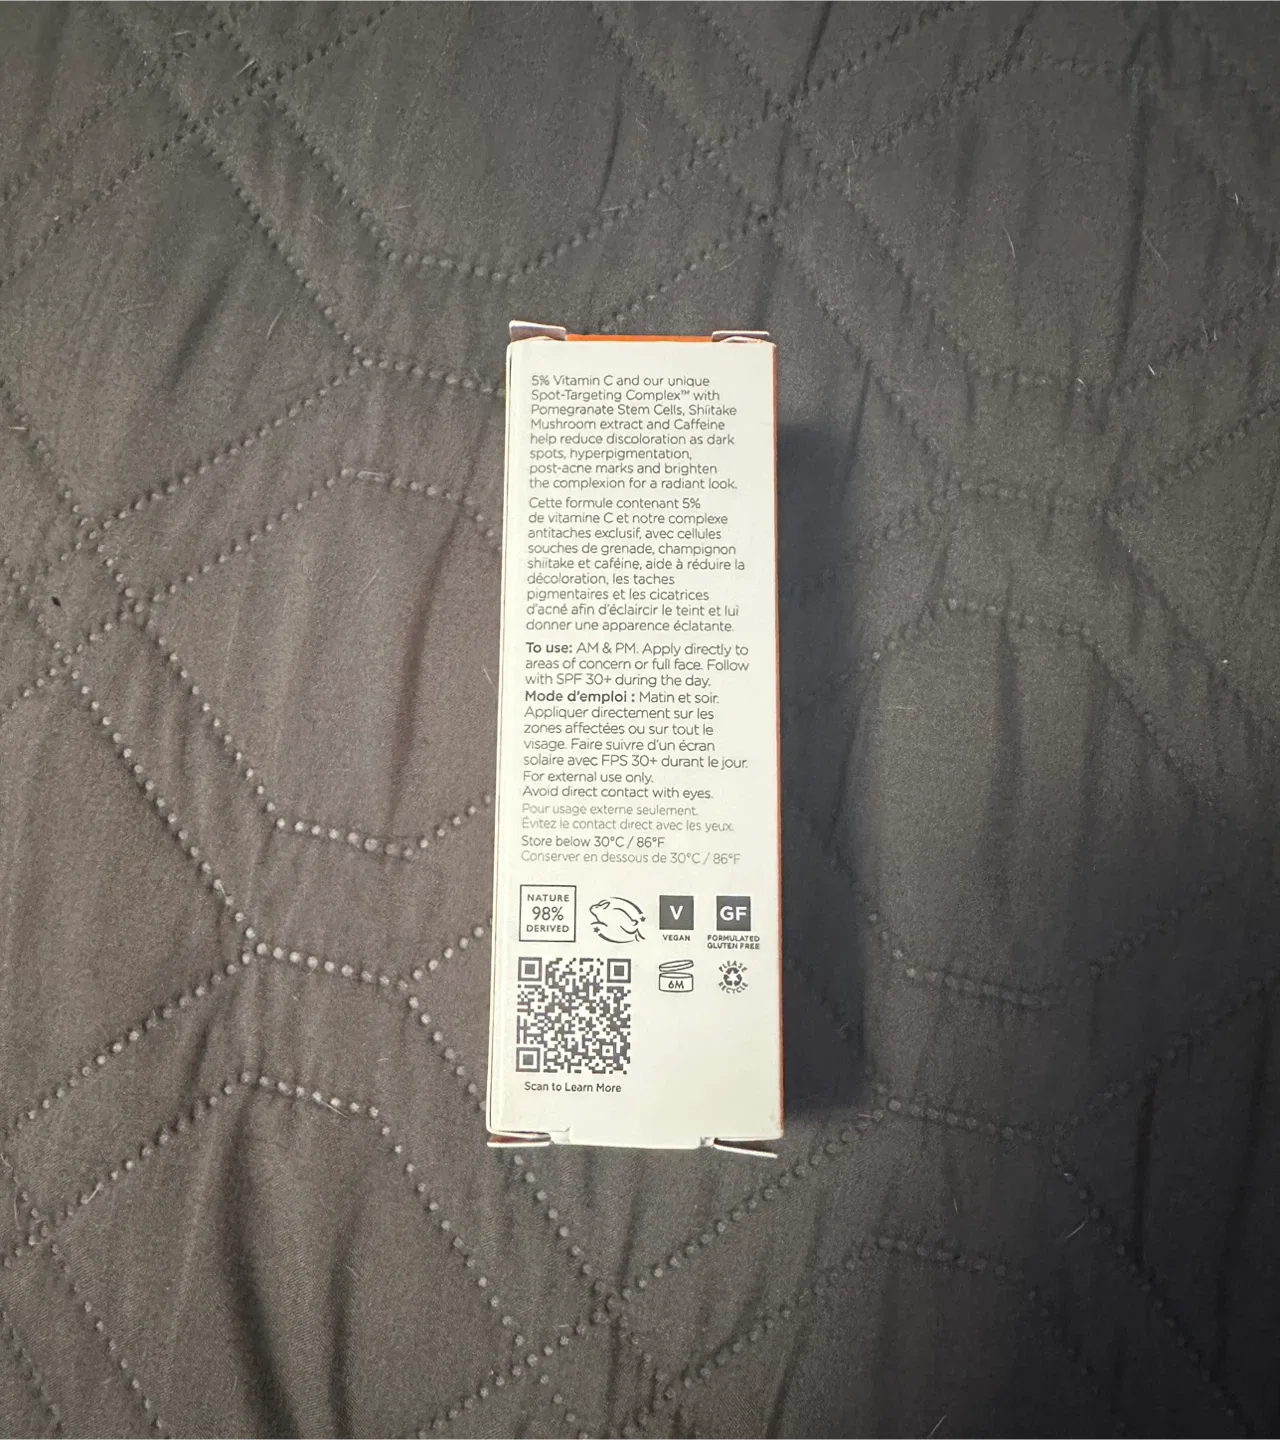 5% Vitamin C and our unique
Spot-Targeting Complex™ with
Pomegranate Stem Cells, Shiitake
Mushroom extract and Caffeine
help reduce discoloration as dark
spots, hyperpigmentation,
post-acne marks and brighten
the complexion for a radiant look.
Cette formule contenant 5%
de vitamine C et notre complexe
antitaches exclusif, avec cellules
souches de grenade, champignon
shiitake et caféine, aide à réduire la
décoloration, les taches
pigmentaires et les cicatrices
d'acné afin d'éclaircir le teint et lui
donner une apparence éclatante.
To use: AM & PM. Apply directly to
areas of concern or full face. Follow
with SPF 30+ during the day.
Mode d'emploi : Matin et soir.
Appliquer directement sur les
zones affectées ou sur tout le
visage. Faire suivre d'un écran
solaire avec FPS 30+ durant le jour.
For external use only.
Avoid direct contact with eyes.
Pour usage externe seulement.
Évitez le contact direct avec les yeux.
Store below 30°C / 86°F
Conserver en dessous de 30°C / 86°F
NATURE
98%
DERIVED
V
VEGAN
GF
FORMULATED
GLUTEN FREE
6M
PLEASE
RECYCLE
Scan to Learn More